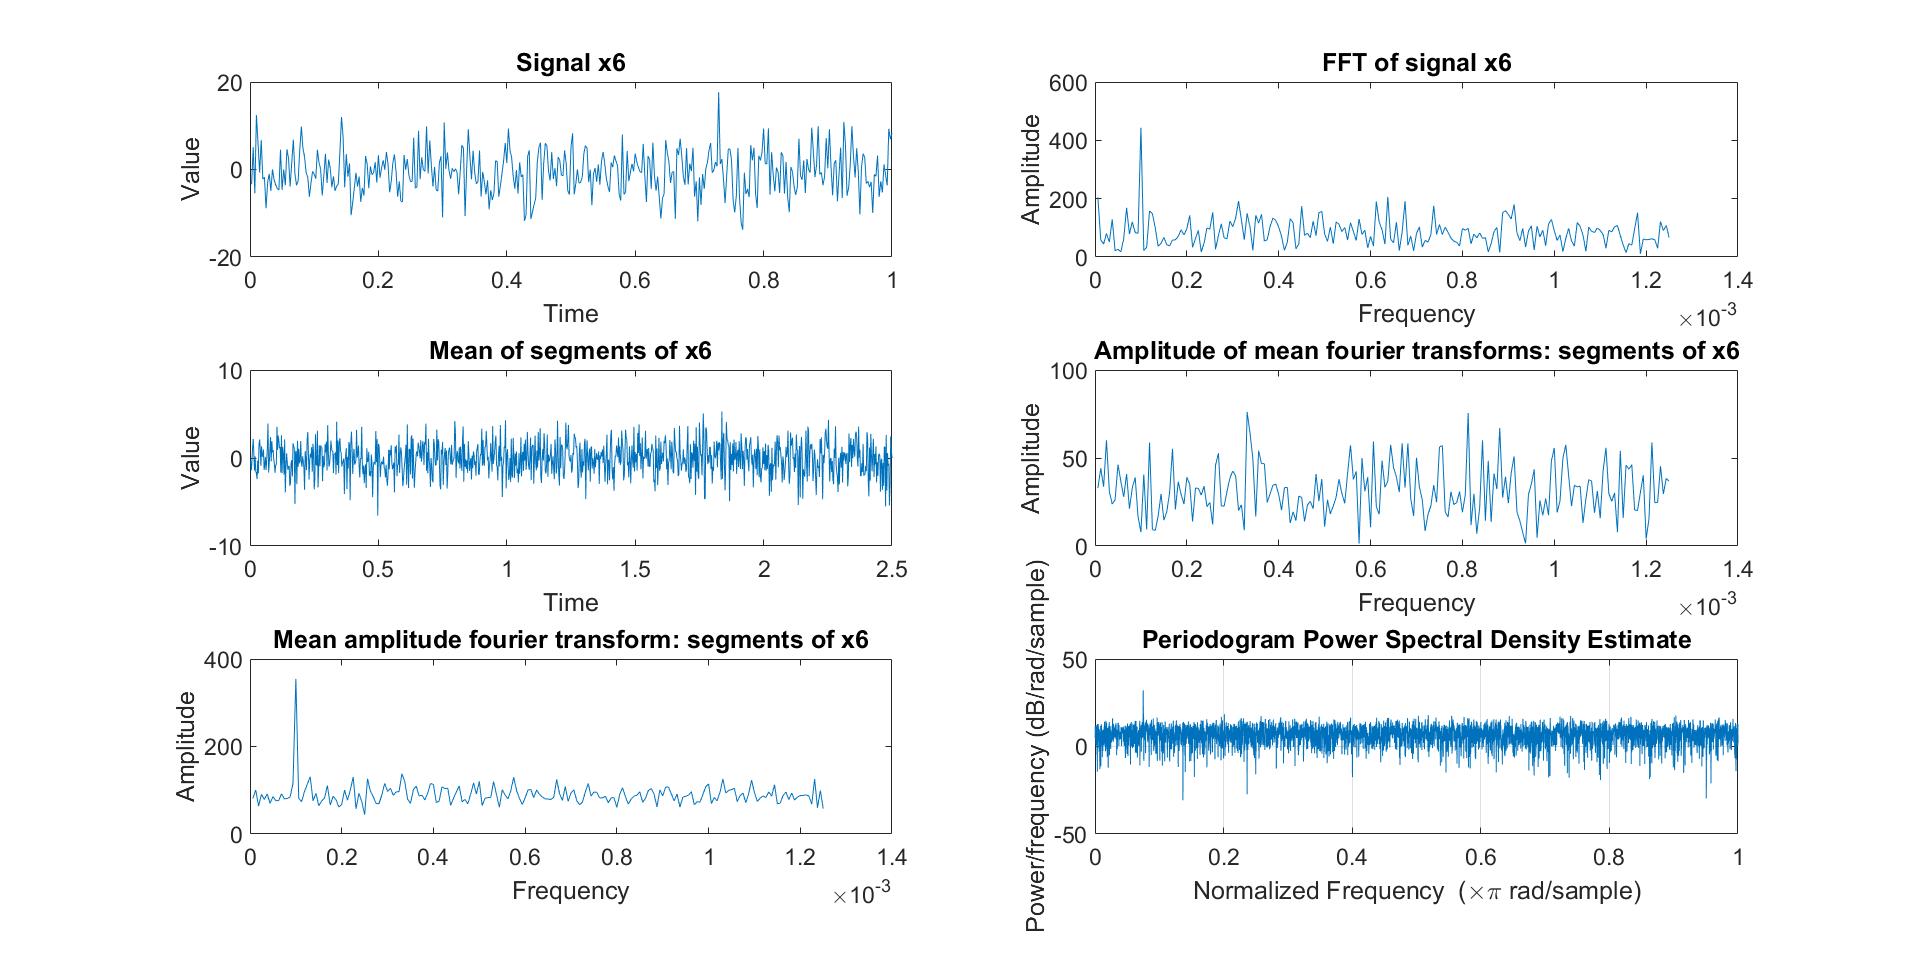 Signal x6
20
0
-20
Value
0 0.2 0.4 0.6 0.8 1
Time
FFT of signal x6
600
400
200
0
Amplitude
0 0.2 0.4 0.6 0.8 1 1.2 1.4
Frequency
×10-3
Mean of segments of x6
10
0
-10
Value
0 0.5 1 1.5 2 2.5
Time
Amplitude of mean fourier transforms: segments of x6
100
50
0
Amplitude
0 0.2 0.4 0.6 0.8 1 1.2 1.4
Frequency
×10-3
Mean amplitude fourier transform: segments of x6
400
200
0
Amplitude
0 0.2 0.4 0.6 0.8 1 1.2 1.4
Frequency
×10-3
Periodogram Power Spectral Density Estimate
50
0
-50
Power/frequency (dB/rad/sample)
0 0.2 0.4 0.6 0.8 1
Normalized Frequency (×π rad/sample)